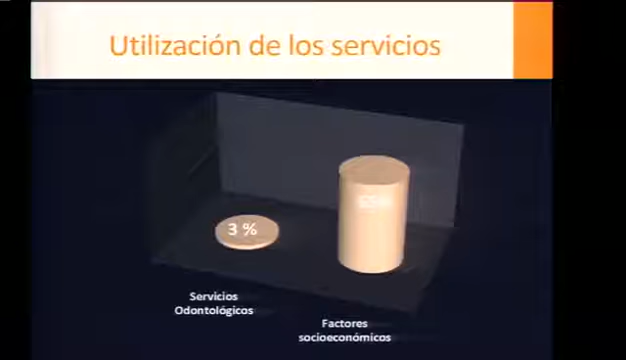 Utilización de los servicios
3 %
Servicios
Odontológicos
Factores
socioeconómicos